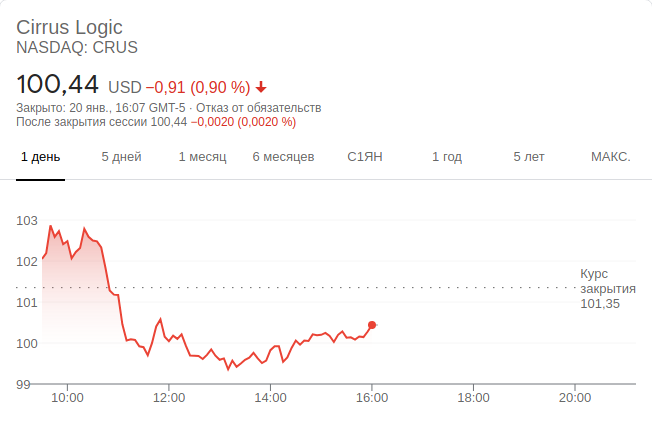 Cirrus Logic
NASDAQ: CRUS
100,44 USD −0,91 (0,90 %)
Закрыто: 20 янв., 16:07 GMT-5 · Отказ от обязательств
После закрытия сессии 100,44 −0,0020 (0,0020 %)
1 день 5 дней 1 месяц 6 месяцев С1ЯН 1 год 5 лет МАКС.
103
102
Курс
закрытия
101,35
101
100
99
10:00 12:00 14:00 16:00 18:00 20:00